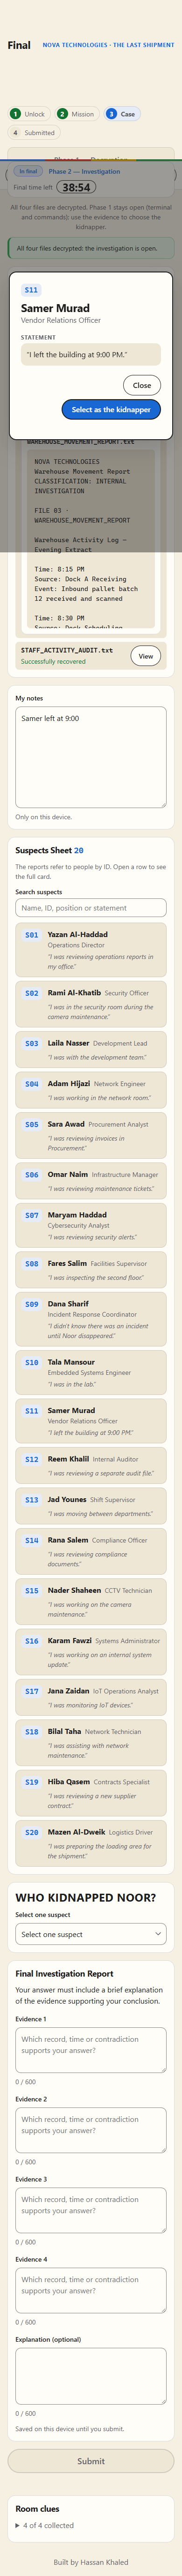 Final
NOVA TECHNOLOGIES · THE LAST SHIPMENT
1 Unlock
2 Mission
3 Case
4 Submitted
In final
Phase 2 — Investigation
Final time left
38:54
All four files are decrypted. Phase 1 stays open (terminal
and commands): use the evidence to choose the
kidnapper.
All four files decrypted: the investigation is open.
S11
Samer Murad
Vendor Relations Officer
STATEMENT
"I left the building at 9:00 PM."
Close
Select as the kidnapper
WAREHOUSE_MOVEMENT_REPORT.txt
NOVA TECHNOLOGIES
Warehouse Movement Report
CLASSIFICATION: INTERNAL
INVESTIGATION
FILE 03 -
WAREHOUSE_MOVEMENT_REPORT
Warehouse Activity Log —
Evening Extract
Time: 8:15 PM
Source: Dock A Receiving
Event: Inbound pallet batch
12 received and scanned
Time: 8:30 PM
Source: Dock Scheduling
STAFF_ACTIVITY_AUDIT.txt
Successfully recovered
View
My notes
Samer left at 9:00
Only on this device.
Suspects Sheet 20
The reports refer to people by ID. Open a row to see
the full card.
Search suspects
Name, ID, position or statement
S01 Yazan Al-Haddad
Operations Director
"I was reviewing operations reports in
my office."
S02 Rami Al-Khatib Security Officer
"I was in the security room during the
camera maintenance."
S03 Laila Nasser Development Lead
"I was with the development team."
S04 Adam Hijazi Network Engineer
"I was working in the network room."
S05 Sara Awad Procurement Analyst
"I was reviewing invoices in
Procurement."
S06 Omar Naim Infrastructure Manager
"I was reviewing maintenance tickets."
S07 Maryam Haddad
Cybersecurity Analyst
"I was reviewing security alerts."
S08 Fares Salim Facilities Supervisor
"I was inspecting the second floor."
S09 Dana Sharif
Incident Response Coordinator
"I didn't know there was an incident
until Noor disappeared."
S10 Tala Mansour
Embedded Systems Engineer
"I was in the lab."
S11 Samer Murad
Vendor Relations Officer
"I left the building at 9:00 PM."
S12 Reem Khalil Internal Auditor
"I was reviewing a separate audit file."
S13 Jad Younes Shift Supervisor
"I was moving between departments."
S14 Rana Salem Compliance Officer
"I was reviewing compliance
documents."
S15 Nader Shaheen CCTV Technician
"I was working on the camera
maintenance."
S16 Karam Fawzi Systems Administrator
"I was working on an internal system
update."
S17 Jana Zaidan IoT Operations Analyst
"I was monitoring IoT devices."
S18 Bilal Taha Network Technician
"I was assisting with network
maintenance."
S19 Hiba Qasem Contracts Specialist
"I was reviewing a new supplier
contract."
S20 Mazen Al-Dweik Logistics Driver
"I was preparing the loading area for
the shipment."
WHO KIDNAPPED NOOR?
Select one suspect
Select one suspect
Final Investigation Report
Your answer must include a brief explanation
of the evidence supporting your conclusion.
Evidence 1
Which record, time or contradiction
supports your answer?
0 / 600
Evidence 2
Which record, time or contradiction
supports your answer?
0 / 600
Evidence 3
Which record, time or contradiction
supports your answer?
0 / 600
Evidence 4
Which record, time or contradiction
supports your answer?
0 / 600
Explanation (optional)
0 / 600
Saved on this device until you submit.
Submit
Room clues
4 of 4 collected
Built by Hassan Khaled